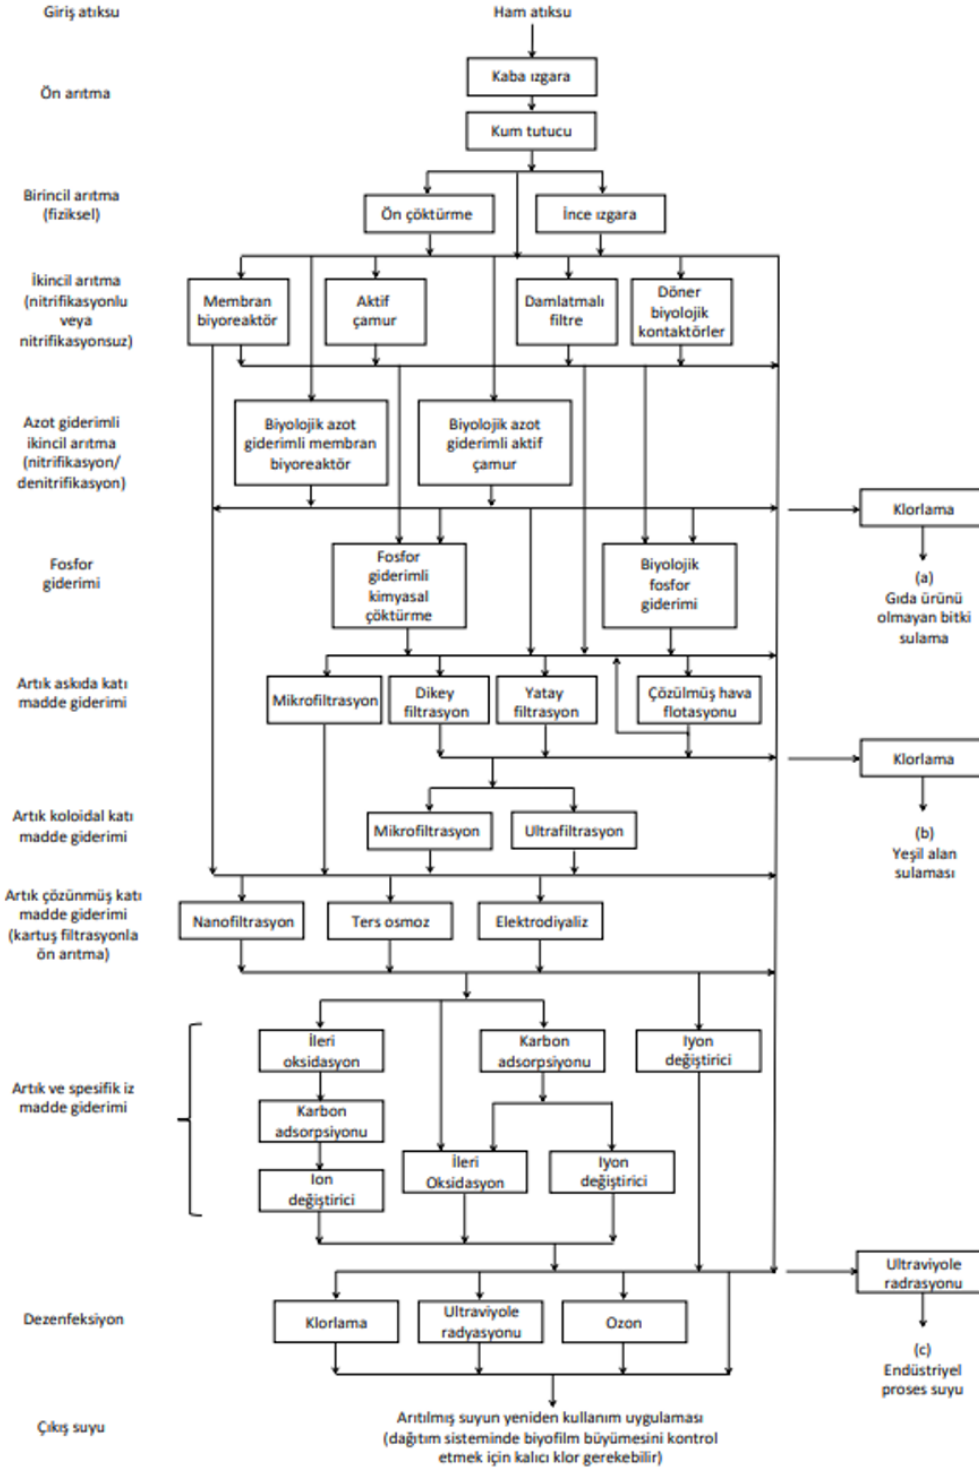 Giriş atıksu
Ham atıksu
Ön arıtma
Kaba ızgara
Kum tutucu
Birincil arıtma
(fiziksel)
Ön çöktürme
İnce ızgara
İkincil arıtma
(nitrifikasyonlu
veya
nitrifikasyonsuz)
Membran
biyoreaktör
Aktif
çamur
Damlatmalı
filtre
Döner
biyolojik
kontaktörler
Azot giderimli
ikincil arıtma
(nitrifikasyon/
denitrifikasyon)
Biyolojik azot
giderimli membran
biyoreaktör
Biyolojik azot
giderimli aktif
çamur
Klorlama
(a)
Gıda ürünü
olmayan bitki
sulama
Fosfor
giderimi
Fosfor
giderimli
kimyasal
çöktürme
Biyolojik
fosfor
giderimi
Artık askıda katı
madde giderimi
Mikrofiltrasyon
Dikey
filtrasyon
Yatay
filtrasyon
Çözülmüş hava
flotasyonu
Klorlama
(b)
Yeşil alan
sulaması
Artık koloidal katı
madde giderimi
Mikrofiltrasyon
Ultrafiltrasyon
Artık çözünmüş katı
madde giderimi
(kartuş filtrasyonla
ön arıtma)
Nanofiltrasyon
Ters osmoz
Elektrodiyaliz
Artık ve spesifik iz
madde giderimi
İleri
oksidasyon
Karbon
adsorpsiyonu
Ion
değiştirici
Karbon
adsorpsiyonu
İleri
Oksidasyon
Iyon
değiştirici
Iyon
değiştirici
Ultraviyole
radrasyonu
(c)
Endüstriyel
proses suyu
Dezenfeksiyon
Klorlama
Ultraviyole
radyasyonu
Ozon
Çıkış suyu
Arıtılmış suyun yeniden kullanım uygulaması
(dağıtım sisteminde biyofilm büyümesini kontrol
etmek için kalıcı klor gerekebilir)